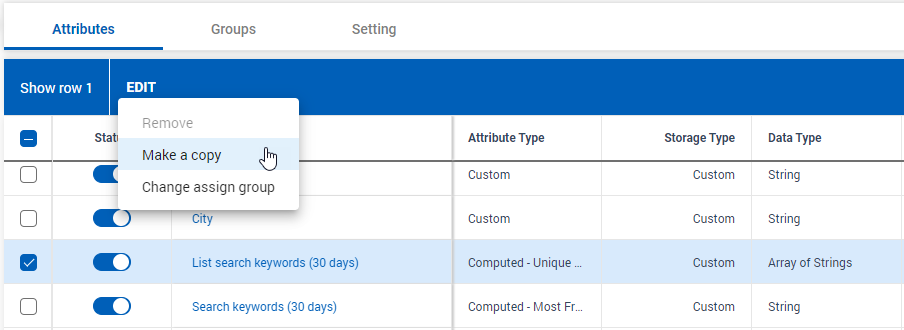 Attributes Groups Setting
Show row 1 EDIT
Remove
Make a copy
Change assign group
Attribute Type Storage Type Data Type
Custom Custom String
City Custom Custom String
List search keywords (30 days) Computed - Unique ... Custom Array of Strings
Search keywords (30 days) Computed - Most Fr... Custom String